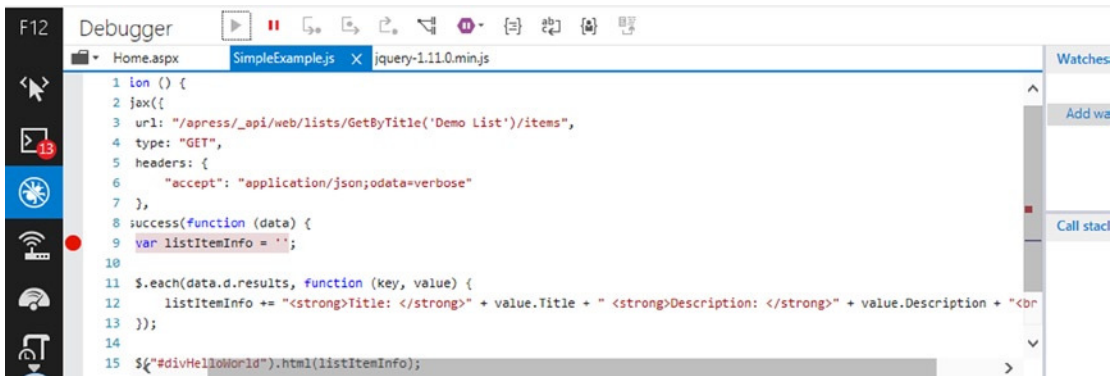 F12 Debugger
Home.aspx SimpleExample.js X jquery-1.11.0.min.js Watches
1 ion () {
2 jax({
3 url: "/apress/_api/web/lists/GetByTitle('Demo List')/items",
4 type: "GET",
5 headers: {
6 "accept": "application/json;odata=verbose"
7 },
8 success(function (data) {
9 var listItemInfo = '';
10
11 $.each(data.d.results, function (key, value) {
12 listItemInfo += "<strong>Title: </strong>" + value.Title + " <strong>Description: </strong>" + value.Description + "<br
13 });
14
15 $("#divHelloWorld").html(listItemInfo);
13
Add wa
Call stack